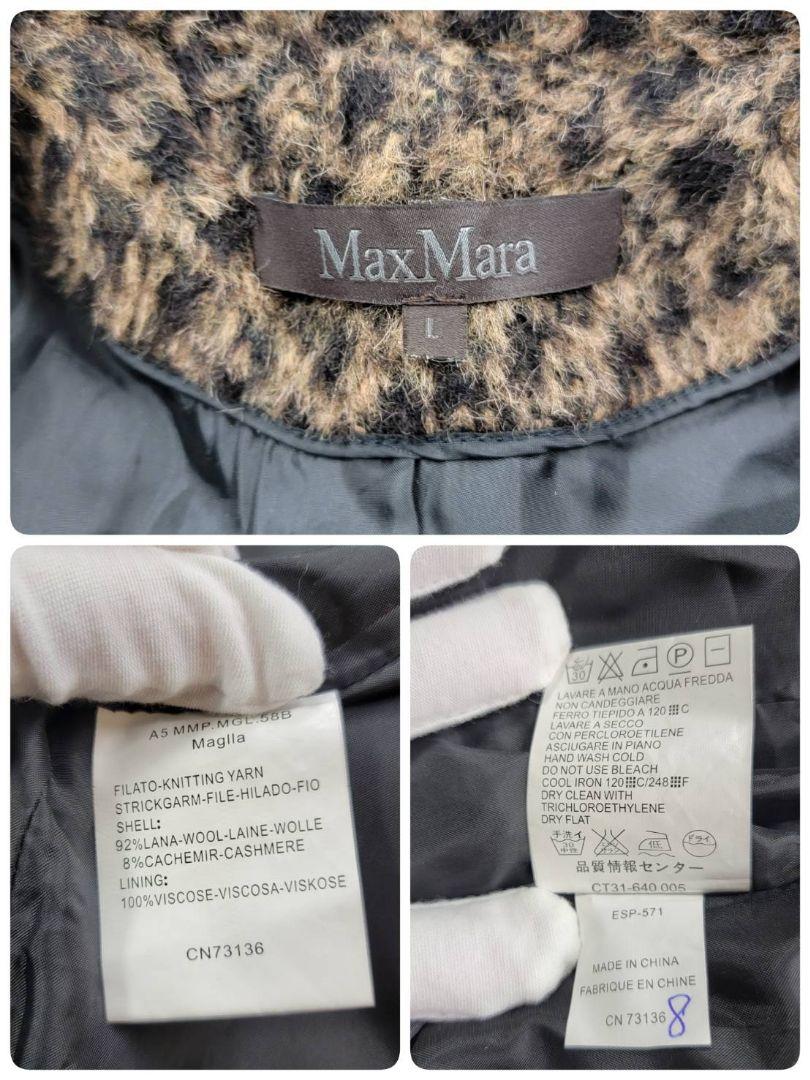 MaxMara
L
A5 MMP.MGL.58B
Maglla
FILATO-KNITTING YARN
STRICKGARM-FILE-HILADO-FIO
SHELL:
92%LANA-WOOL-LAINE-WOLLE
8%CACHEMIR-CASHMERE
LINING:
100%VISCOSE-VISCOSA-VISKOSE
CN73136
30
P
LAVARE A MANO ACQUA FREDDA
NON CANDEGGIARE
FERRO TIEPIDO A 120 C
LAVARE A SECCO
CON PERCLOROETILENE
ASCIUGARE IN PIANO
HAND WASH COLD
DO NOT USE BLEACH
COOL IRON 120 C/248 F
DRY CLEAN WITH
TRICHLOROETHYLENE
DRY FLAT
手洗イ 30 中性 低 ドライ
品質情報センター
CT31-640 005
ESP-571
MADE IN CHINA
FABRIQUE EN CHINE
CN 73136 8